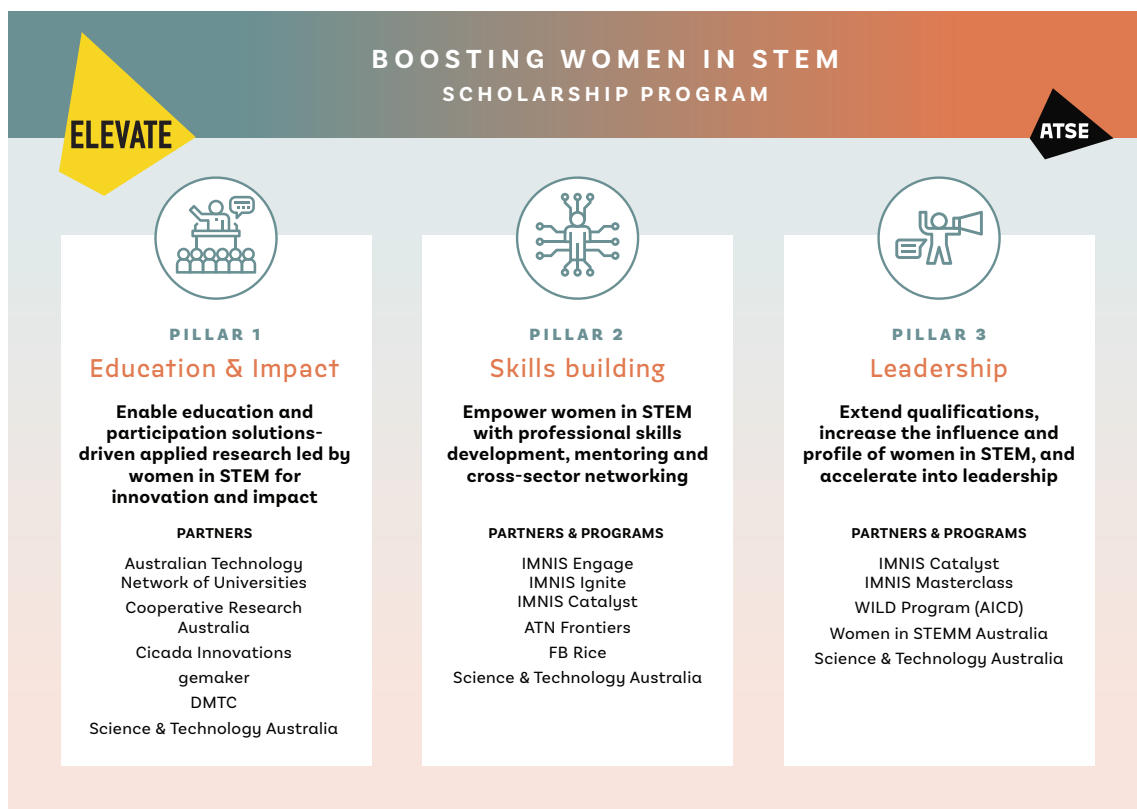 BOOSTING WOMEN IN STEM
SCHOLARSHIP PROGRAM
ELEVATE
ATSE
PILLAR 1
Education & Impact
Enable education and
participation solutions-
driven applied research led by
women in STEM for
innovation and impact
PARTNERS
Australian Technology
Network of Universities
Cooperative Research
Australia
Cicada Innovations
gemaker
DMTC
Science & Technology Australia
PILLAR 2
Skills building
Empower women in STEM
with professional skills
development, mentoring and
cross-sector networking
PARTNERS & PROGRAMS
IMNIS Engage
IMNIS Ignite
IMNIS Catalyst
ATN Frontiers
FB Rice
Science & Technology Australia
PILLAR 3
Leadership
Extend qualifications,
increase the influence and
profile of women in STEM, and
accelerate into leadership
PARTNERS & PROGRAMS
IMNIS Catalyst
IMNIS Masterclass
WILD Program (AICD)
Women in STEMM Australia
Science & Technology Australia